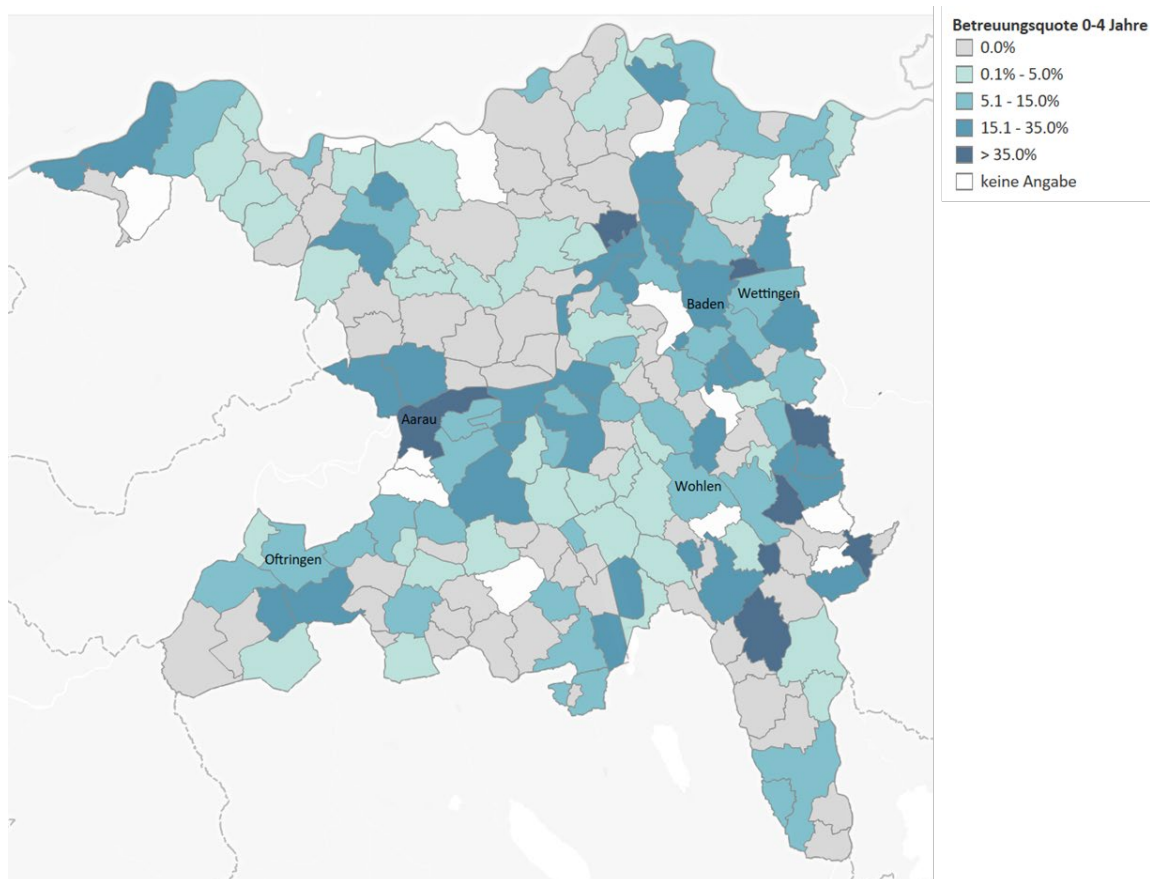 Betreuungsquote 0-4 Jahre
0.0%
0.1% - 5.0%
5.1 - 15.0%
15.1 - 35.0%
> 35.0%
keine Angabe
Baden
Wettingen
Aarau
Wohlen
Oftringen